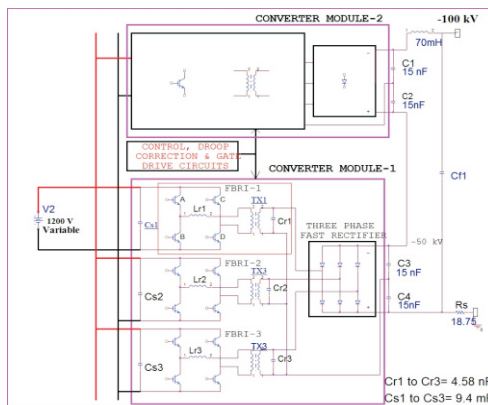 CONVERTER MODULE-2
-100 kV
70mH
C1
15 nF
C2
15nF
CONTROL, DROOP
CORRECTION & GATE
DRIVE CIRCUITS
CONVERTER MODULE-1
Cf1
V2
1200 V
Variable
FBRI-1
A
C
Lr1
B
D
Cs1
TX1
Cr1
THREE PHASE
FAST RECTIFIER
-50 kV
C3
15 nF
C4
15nF
Rs
18.75
FBRI-2
Cs2
Lr2
TX3
Cr2
FBRI-3
Cs3
Lr3
TX3
Cr3
Cr1 to Cr3= 4.58 nF
Cs1 to Cs3= 9.4 mF